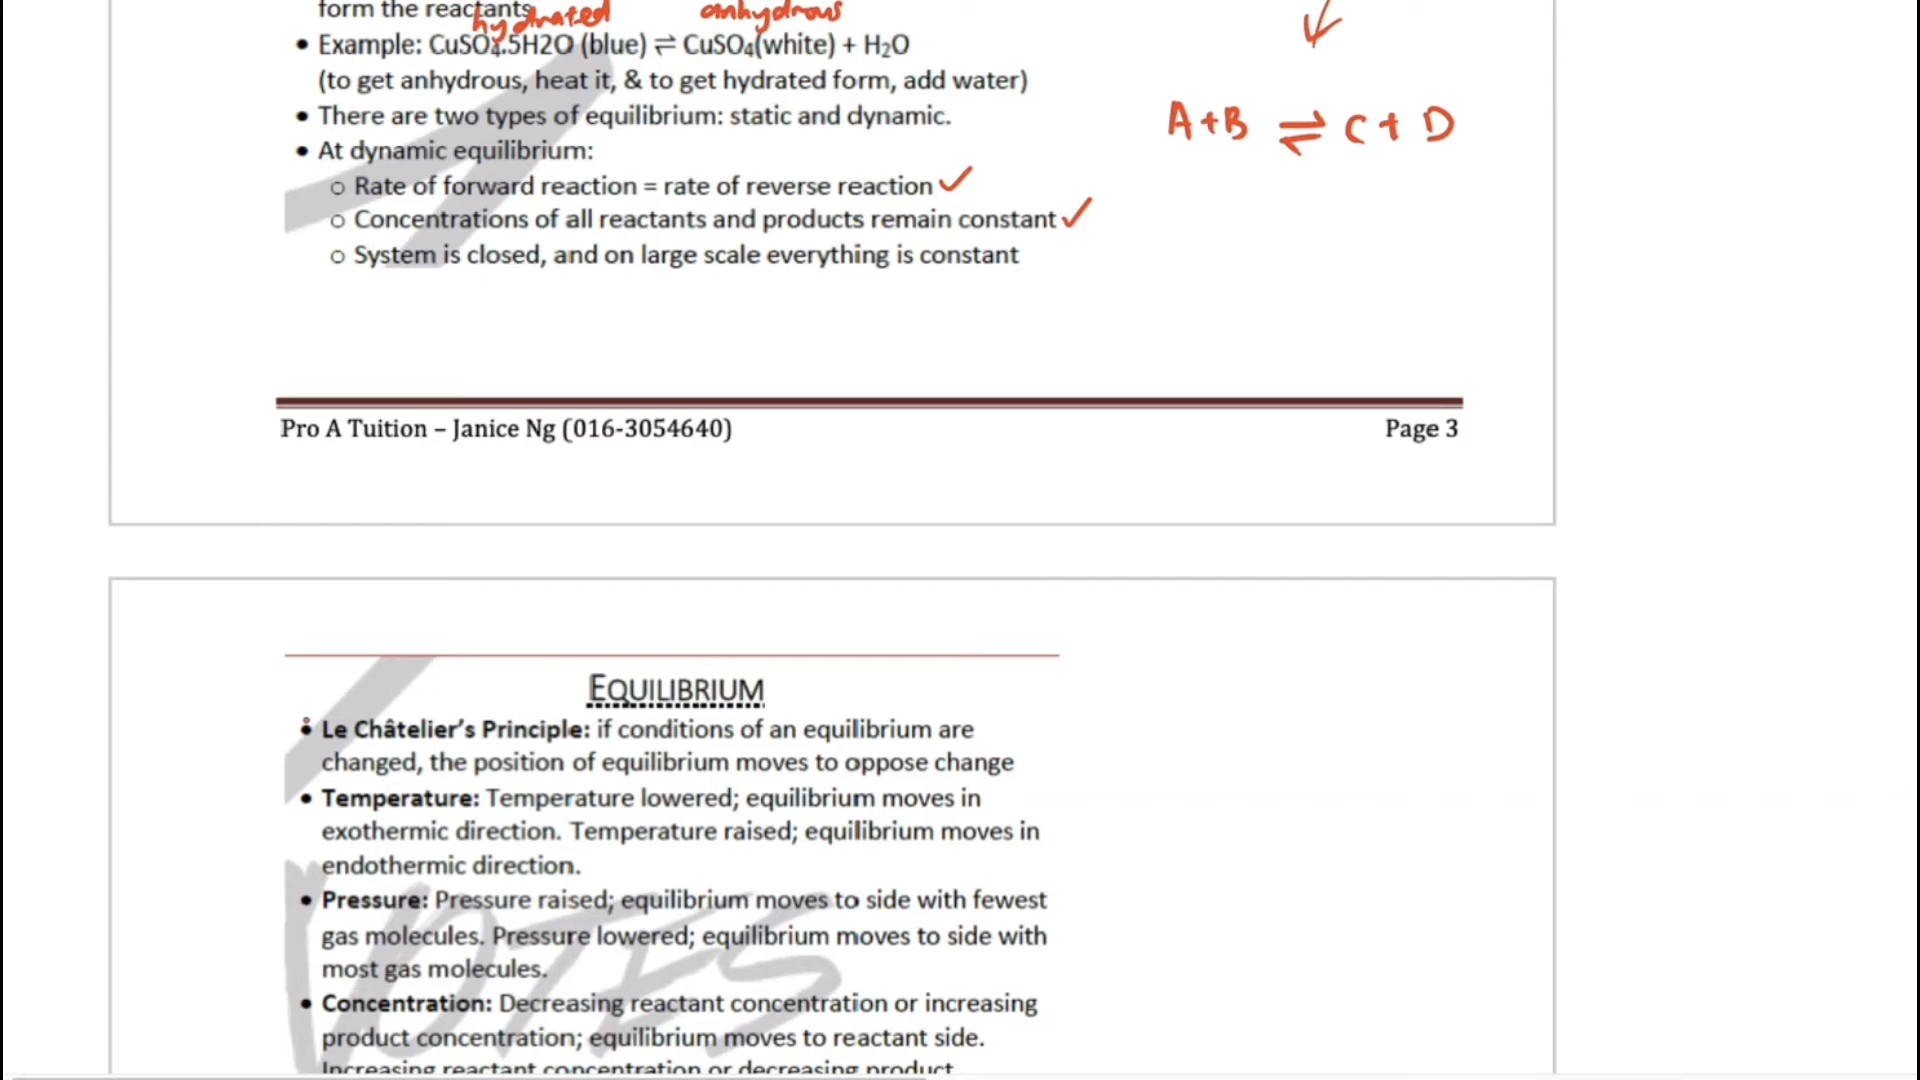 form the reactants
hydrated anhydrous
• Example: CuSO₄.5H2O (blue) ⇌ CuSO₄(white) + H₂O
(to get anhydrous, heat it, & to get hydrated form, add water)
• There are two types of equilibrium: static and dynamic.
A+B ⇌ C + D
• At dynamic equilibrium:
o Rate of forward reaction = rate of reverse reaction ✓
o Concentrations of all reactants and products remain constant ✓
o System is closed, and on large scale everything is constant
Pro A Tuition – Janice Ng (016-3054640) Page 3
EQUILIBRIUM
• Le Châtelier's Principle: if conditions of an equilibrium are
changed, the position of equilibrium moves to oppose change
• Temperature: Temperature lowered; equilibrium moves in
exothermic direction. Temperature raised; equilibrium moves in
endothermic direction.
• Pressure: Pressure raised; equilibrium moves to side with fewest
gas molecules. Pressure lowered; equilibrium moves to side with
most gas molecules.
• Concentration: Decreasing reactant concentration or increasing
product concentration; equilibrium moves to reactant side.
Increasing reactant concentration or decreasing product